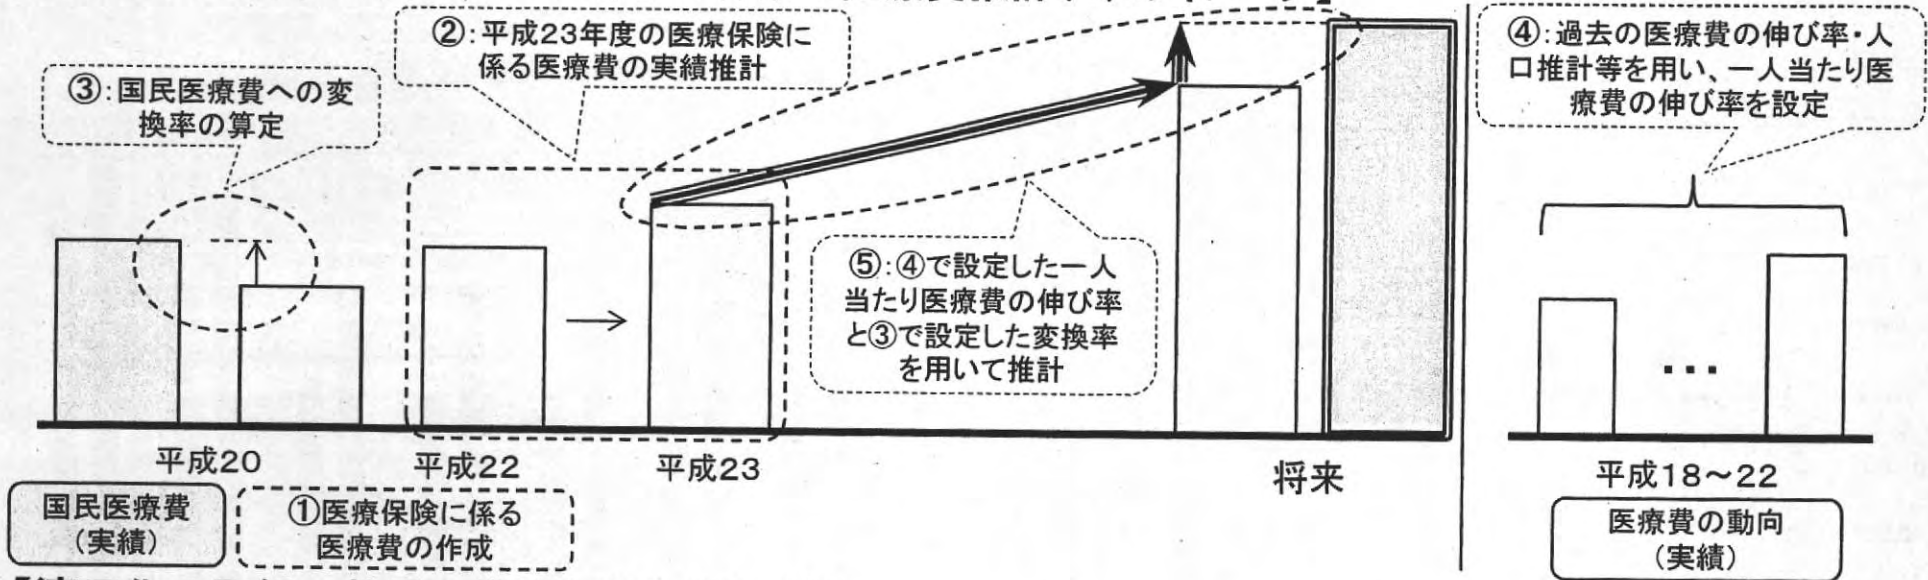 ②:平成23年度の医療保険に
係る医療費の実績推計
③:国民医療費への変
換率の算定
④:過去の医療費の伸び率・人
口推計等を用い、一人当たり医
療費の伸び率を設定
⑤:④で設定した一人
当たり医療費の伸び率
と③で設定した変換率
を用いて推計
...
平成20
平成22
平成23
将来
平成18~22
国民医療費
(実績)
①医療保険に係る
医療費の作成
医療費の動向
(実績)